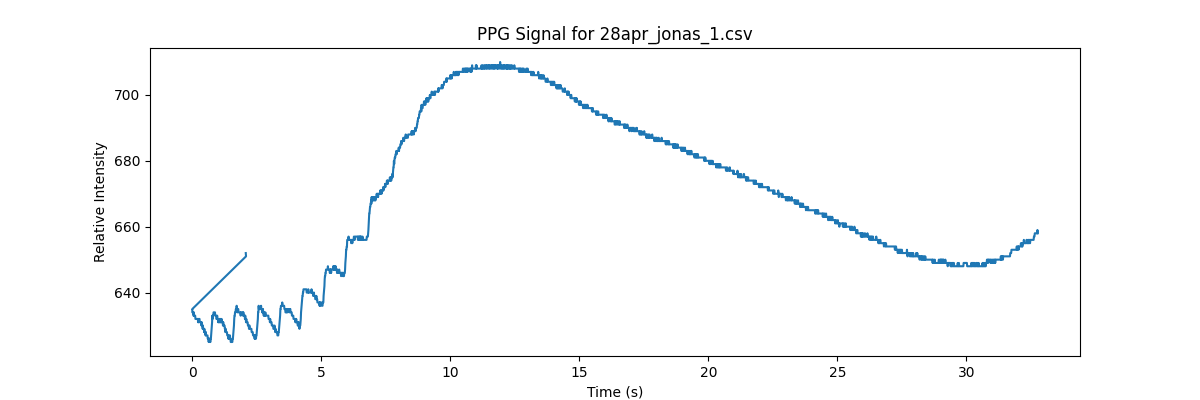 PPG Signal for 28apr_jonas_1.csv
Relative Intensity
700
680
660
640
0 5 10 15 20 25 30
Time (s)